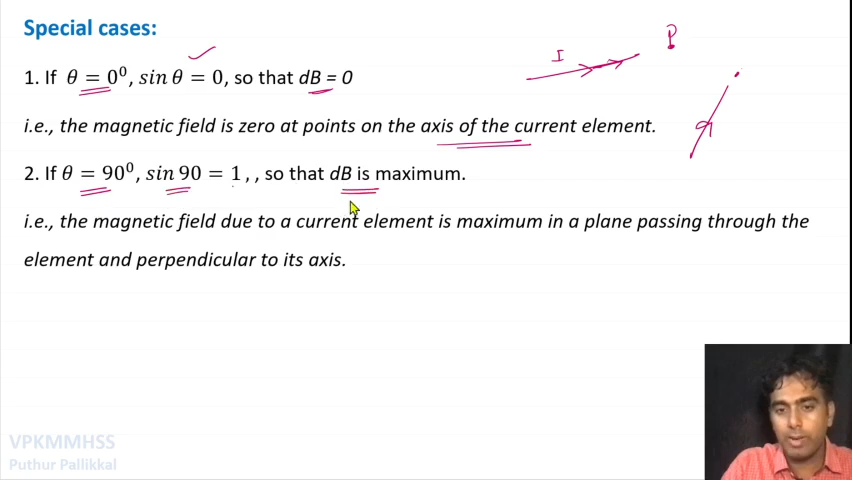 Special cases:
I
P
1. If θ = 0⁰, sin θ = 0, so that dB = 0
i.e., the magnetic field is zero at points on the axis of the current element.
2. If θ = 90⁰, sin 90 = 1, , so that dB is maximum.
i.e., the magnetic field due to a current element is maximum in a plane passing through the
element and perpendicular to its axis.
VPKMMHSS
Puthur Pallikkal